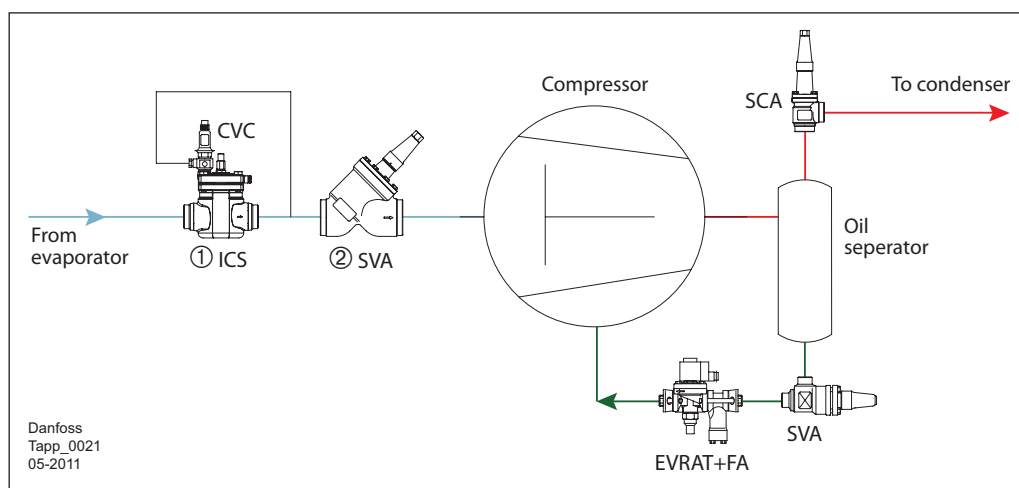 Compressor
SCA
To condenser
CVC
From
evaporator
① ICS
② SVA
Oil
seperator
EVRAT+FA
SVA
Danfoss
Tapp_0021
05-2011